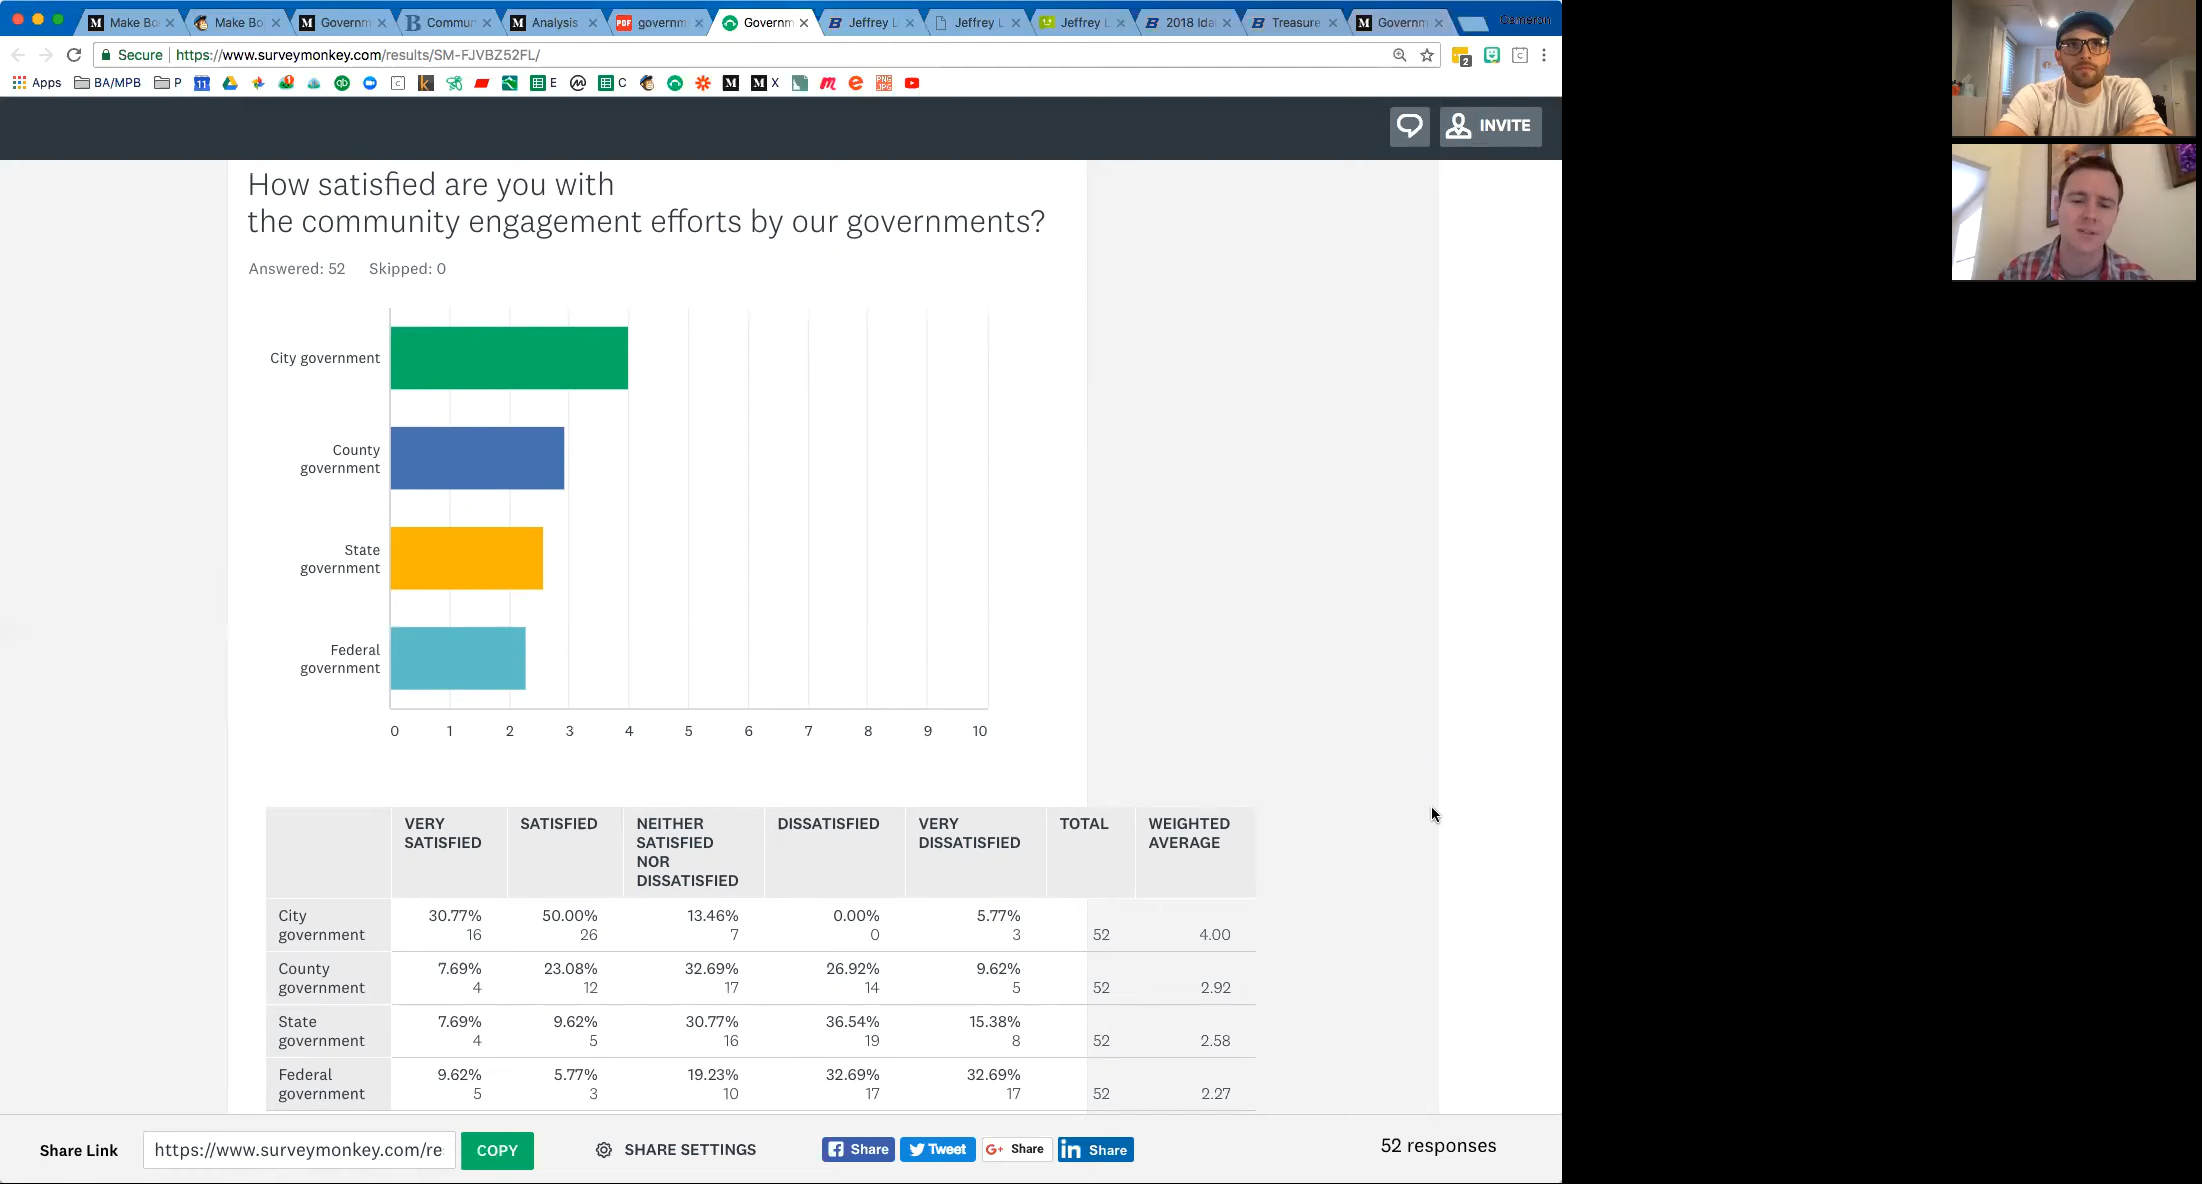 Make Bo
Make Bo
Governm
Commun
Analysis
governm
Governm
Jeffrey L
Jeffrey L
Jeffrey L
2018 Ida
Treasure
Governm
Cameron
Secure
https://www.surveymonkey.com/results/SM-FJVBZ52FL/
2
Apps
BA/MPB
P
E
C
X
INVITE
How satisfied are you with
the community engagement efforts by our governments?
Answered: 52 Skipped: 0
City government
County
government
State
government
Federal
government
0 1 2 3 4 5 6 7 8 9 10
VERY
SATISFIED
SATISFIED
NEITHER
SATISFIED
NOR
DISSATISFIED
DISSATISFIED
VERY
DISSATISFIED
TOTAL
WEIGHTED
AVERAGE
City 30.77% 50.00% 13.46% 0.00% 5.77%
government 16 26 7 0 3 52 4.00
County 7.69% 23.08% 32.69% 26.92% 9.62%
government 4 12 17 14 5 52 2.92
State 7.69% 9.62% 30.77% 36.54% 15.38%
government 4 5 16 19 8 52 2.58
Federal 9.62% 5.77% 19.23% 32.69% 32.69%
government 5 3 10 17 17 52 2.27
Share Link
https://www.surveymonkey.com/re
COPY
SHARE SETTINGS
Share
Tweet
G+ Share
in Share
52 responses